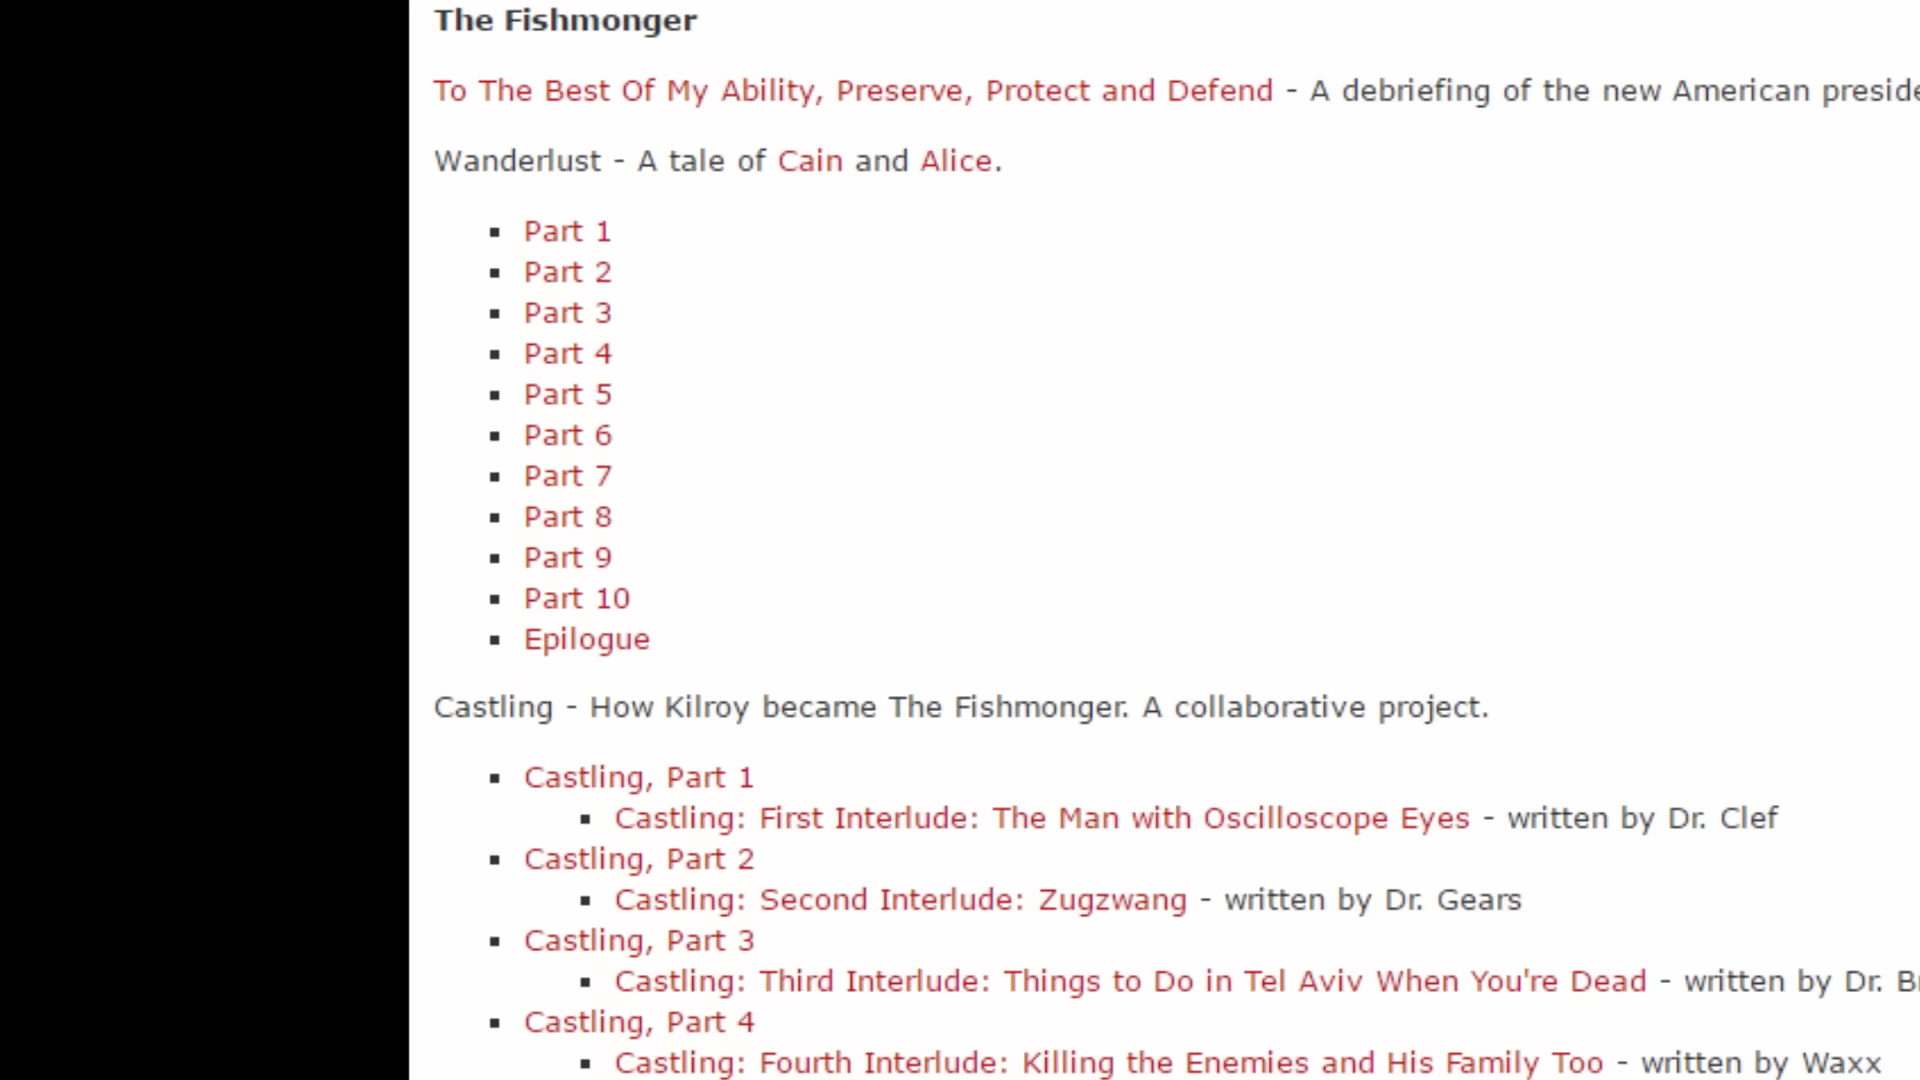 The Fishmonger
To The Best Of My Ability, Preserve, Protect and Defend - A debriefing of the new American
Wanderlust - A tale of Cain and Alice.
Part 1
Part 2
Part 3
Part 4
Part 5
Part 6
Part 7
Part 8
Part 9
Part 10
Epilogue
Castling - How Kilroy became The Fishmonger. A collaborative project.
Castling, Part 1
Castling: First Interlude: The Man with Oscilloscope Eyes - written by Dr. Clef
Castling, Part 2
Castling: Second Interlude: Zugzwang - written by Dr. Gears
Castling, Part 3
Castling: Third Interlude: Things to Do in Tel Aviv When You're Dead - written by Dr.
Castling, Part 4
Castling: Fourth Interlude: Killing the Enemies and His Family Too - written by Waxx